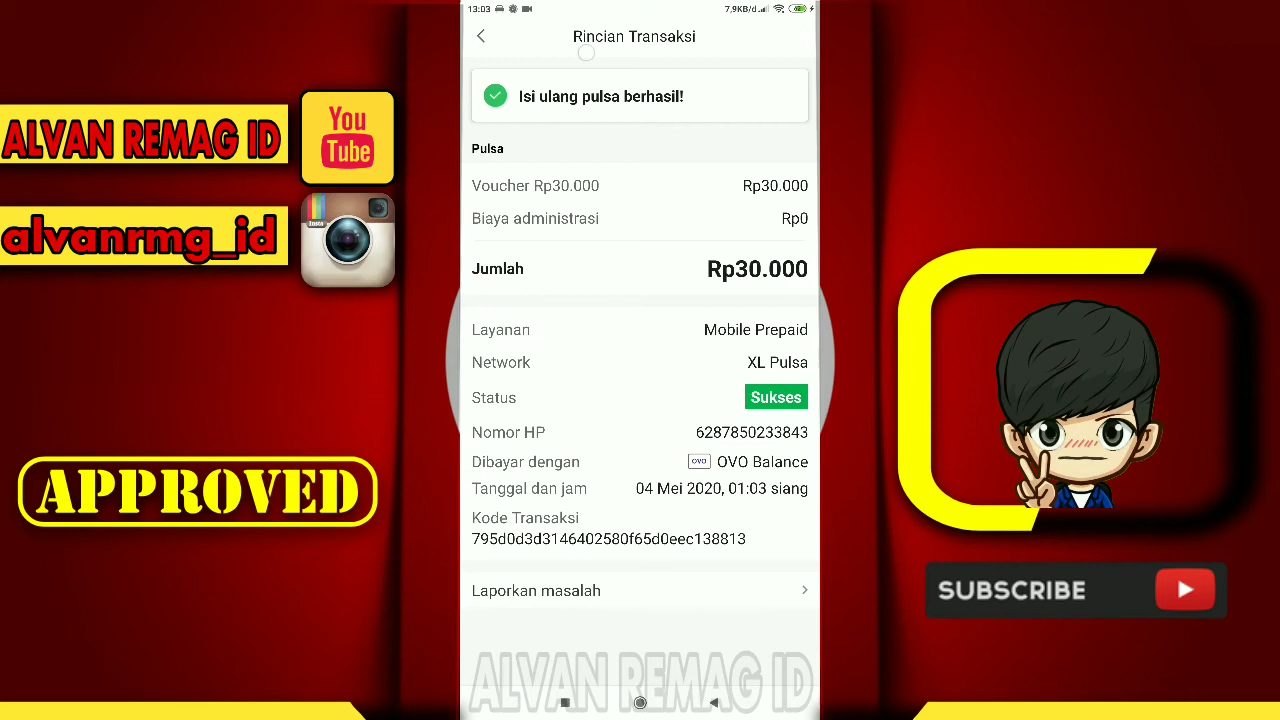 ALVAN REMAG ID
You
Tube
alvanrmg_id
Insta
APPROVED
13:03
7,9KB/d
Rincian Transaksi
Isi ulang pulsa berhasil!
Pulsa
Voucher Rp30.000 Rp30.000
Biaya administrasi Rp0
Jumlah Rp30.000
Layanan Mobile Prepaid
Network XL Pulsa
Status Sukses
Nomor HP 6287850233843
Dibayar dengan OVO OVO Balance
Tanggal dan jam 04 Mei 2020, 01:03 siang
Kode Transaksi
795d0d3d3146402580f65d0eec138813
Laporkan masalah
ALVAN REMAG ID
SUBSCRIBE